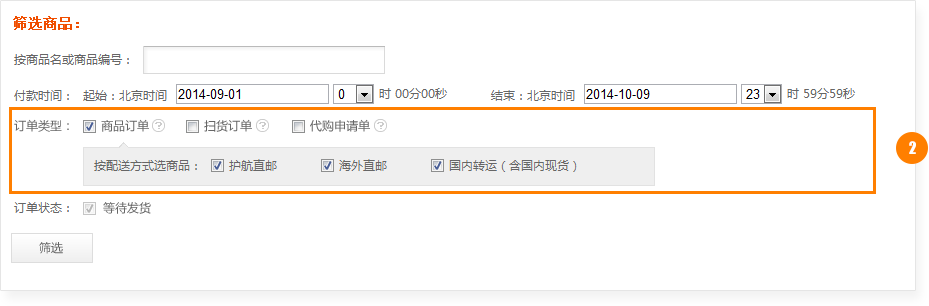 筛选商品：
按商品名或商品编号：
付款时间： 起始：北京时间 2014-09-01 0 时 00分00秒 结束：北京时间 2014-10-09 23 时 59分59秒
订单类型： 商品订单 ? 扫货订单 ? 代购申请单 ?
2
按配送方式选商品： 护航直邮 海外直邮 国内转运（含国内现货）
订单状态： 等待发货
筛选